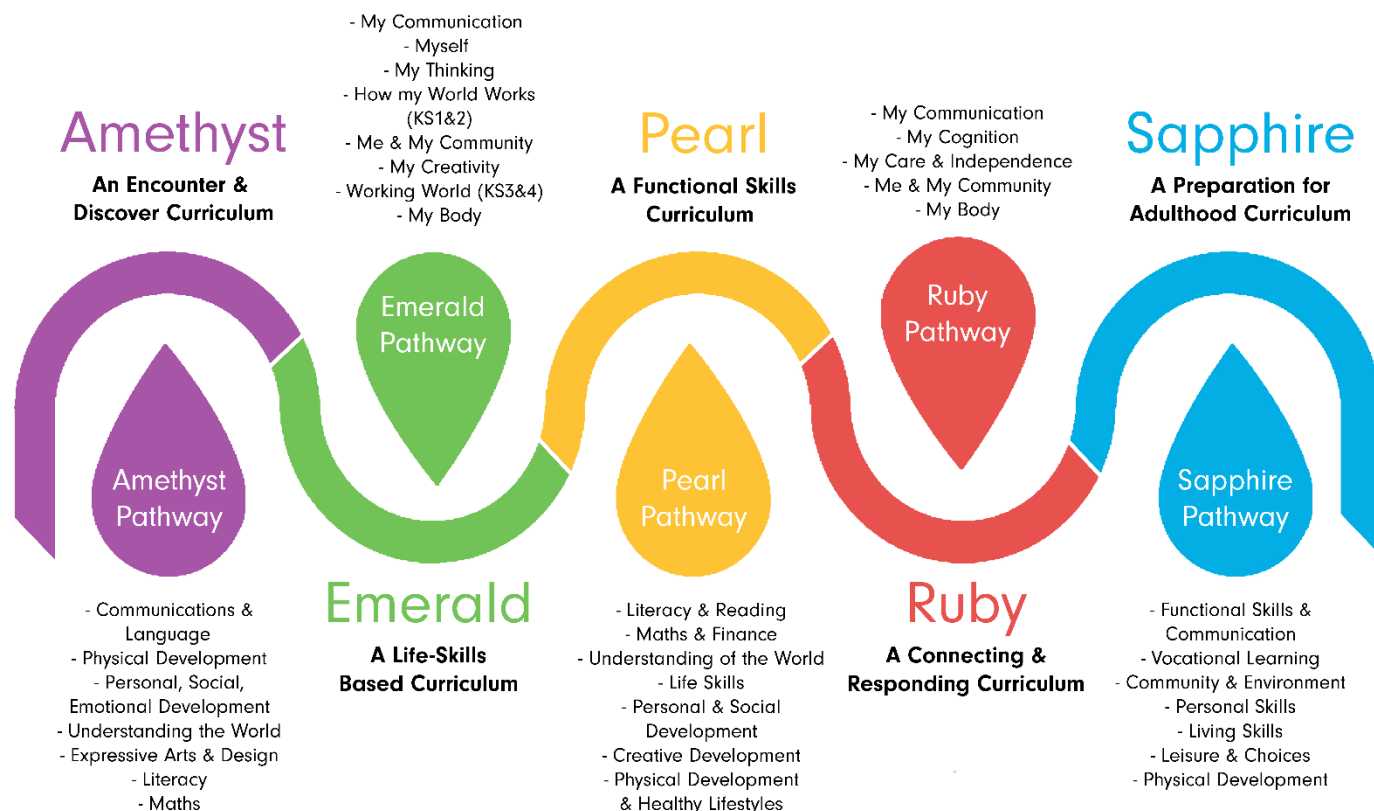 Amethyst
An Encounter &
Discover Curriculum
Amethyst
Pathway
- Communications &
Language
- Physical Development
- Personal, Social,
Emotional Development
- Understanding the World
- Expressive Arts & Design
- Literacy
- Maths
- My Communication
- Myself
- My Thinking
- How my World Works
(KS1&2)
- Me & My Community
- My Creativity
- Working World (KS3&4)
- My Body
Emerald
Pathway
Emerald
A Life-Skills
Based Curriculum
Pearl
A Functional Skills
Curriculum
Pearl
Pathway
- Literacy & Reading
- Maths & Finance
- Understanding of the World
- Life Skills
- Personal & Social
Development
- Creative Development
- Physical Development
& Healthy Lifestyles
- My Communication
- My Cognition
- My Care & Independence
- Me & My Community
- My Body
Ruby
Pathway
Ruby
A Connecting &
Responding Curriculum
Sapphire
A Preparation for
Adulthood Curriculum
Sapphire
Pathway
- Functional Skills &
Communication
- Vocational Learning
- Community & Environment
- Personal Skills
- Living Skills
- Leisure & Choices
- Physical Development